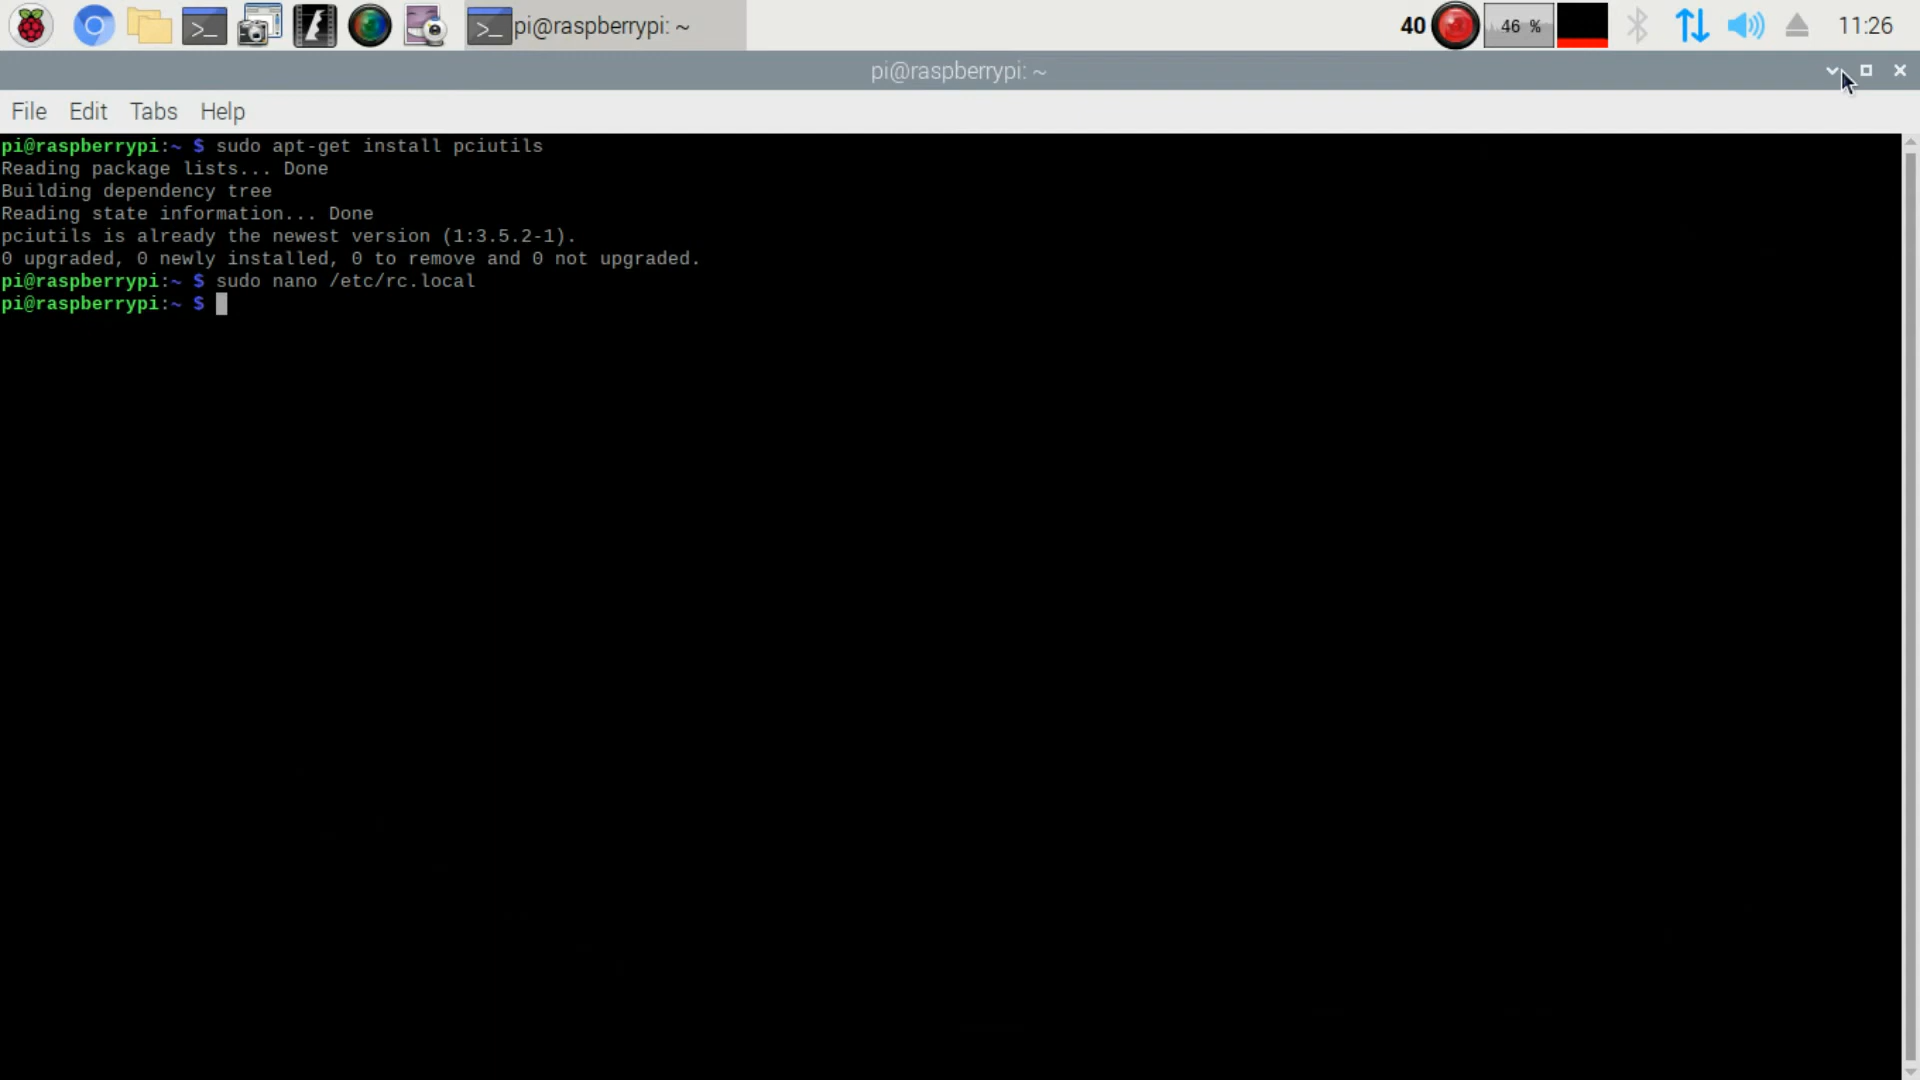 pi@raspberrypi: ~
40
46 %
11:26
pi@raspberrypi: ~
File Edit Tabs Help
pi@raspberrypi:~ $ sudo apt-get install pciutils
Reading package lists... Done
Building dependency tree
Reading state information... Done
pciutils is already the newest version (1:3.5.2-1).
0 upgraded, 0 newly installed, 0 to remove and 0 not upgraded.
pi@raspberrypi:~ $ sudo nano /etc/rc.local
pi@raspberrypi:~ $